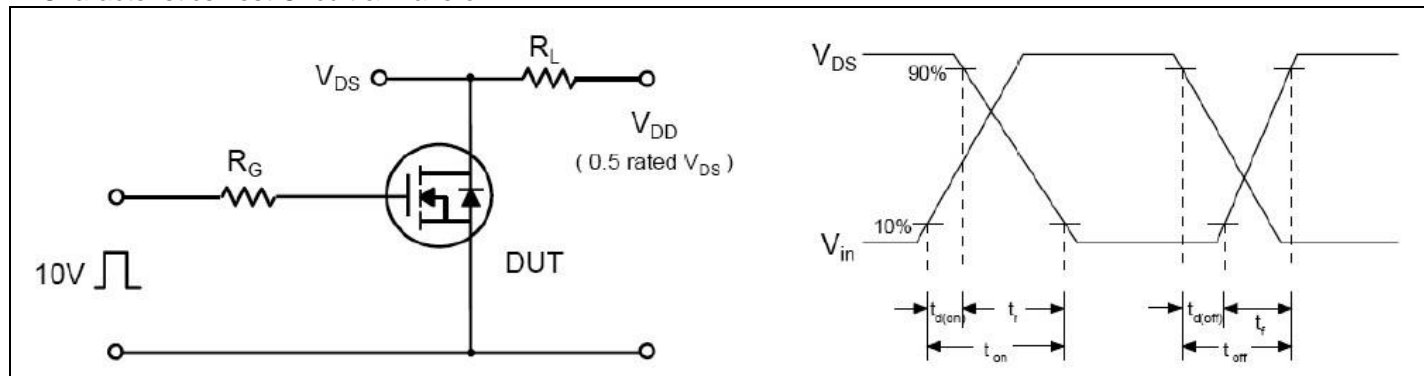 V_DS
R_L
V_DD
( 0.5 rated V_DS )
R_G
10V
DUT
V_DS
90%
10%
V_in
t_d(on)
t_r
t_on
t_d(off)
t_f
t_off